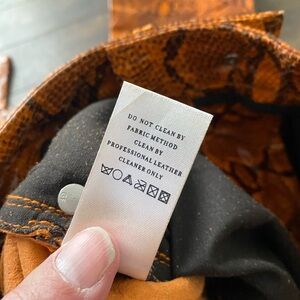 DO NOT CLEAN BY
FABRIC METHOD
CLEAN BY
PROFESSIONAL LEATHER
CLEANER ONLY